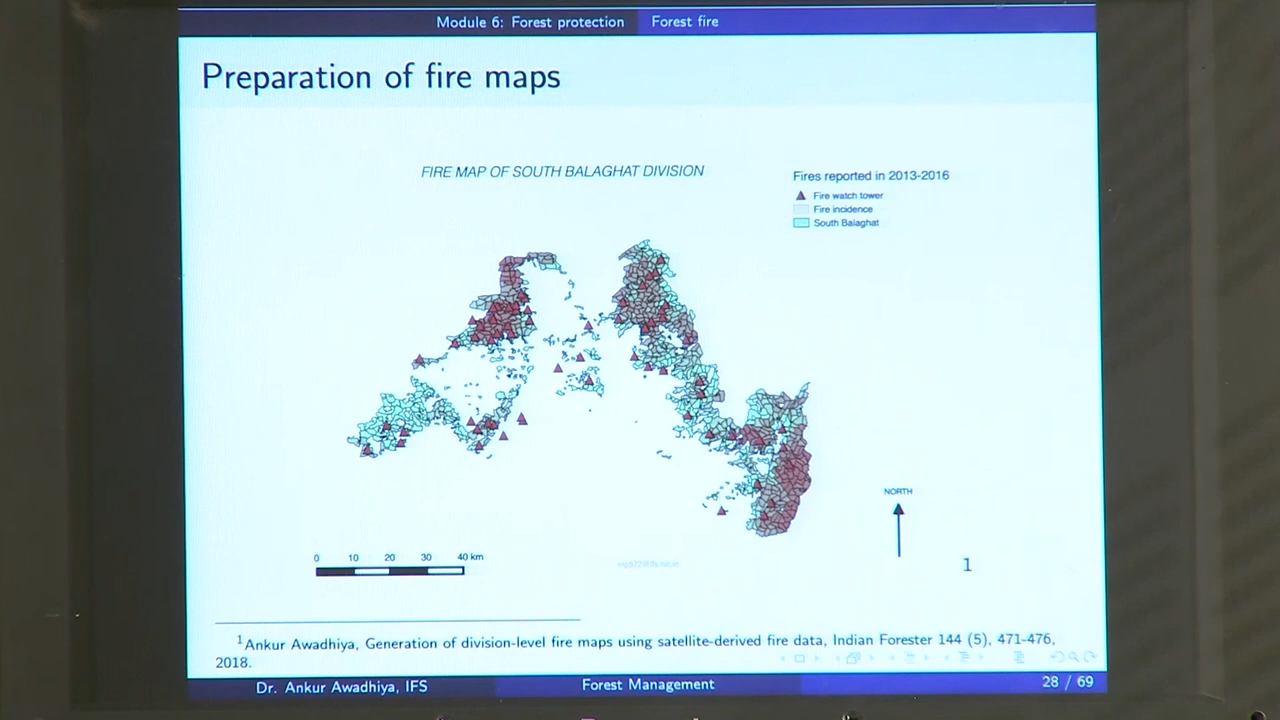 Module 6: Forest protection Forest fire
Preparation of fire maps
FIRE MAP OF SOUTH BALAGHAT DIVISION
Fires reported in 2013-2016
Fire watch tower
Fire incidence
South Balaghat
NORTH
0 10 20 30 40 km
1
1 Ankur Awadhiya, Generation of division-level fire maps using satellite-derived fire data, Indian Forester 144 (5), 471-476,
2018.
Dr. Ankur Awadhiya, IFS Forest Management 28 / 69